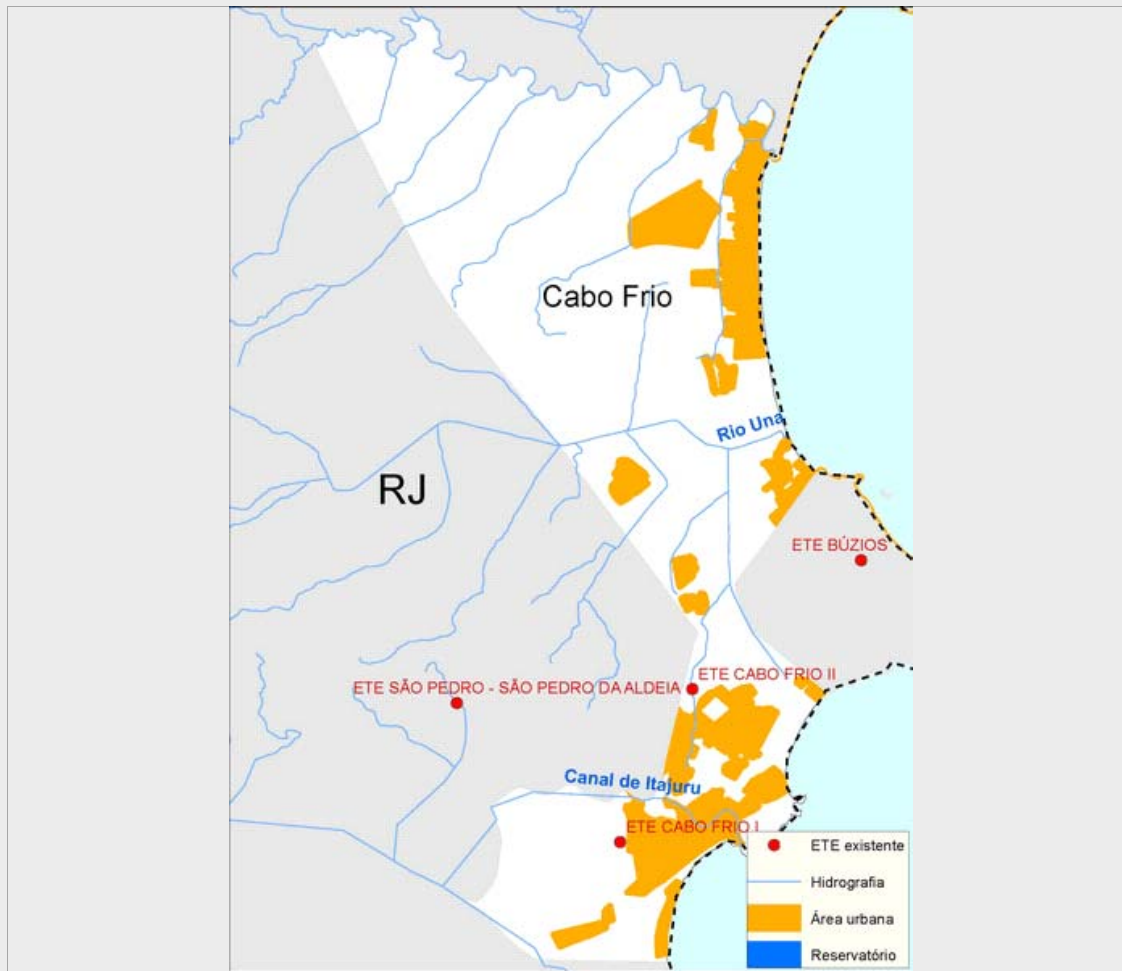 Cabo Frio
Rio Una
RJ
ETE BÚZIOS
ETE CABO FRIO II
ETE SÃO PEDRO - SÃO PEDRO DA ALDEIA
Canal de Itajuru
ETE CABO FRIO I
ETE existente
Hidrografia
Área urbana
Reservatório